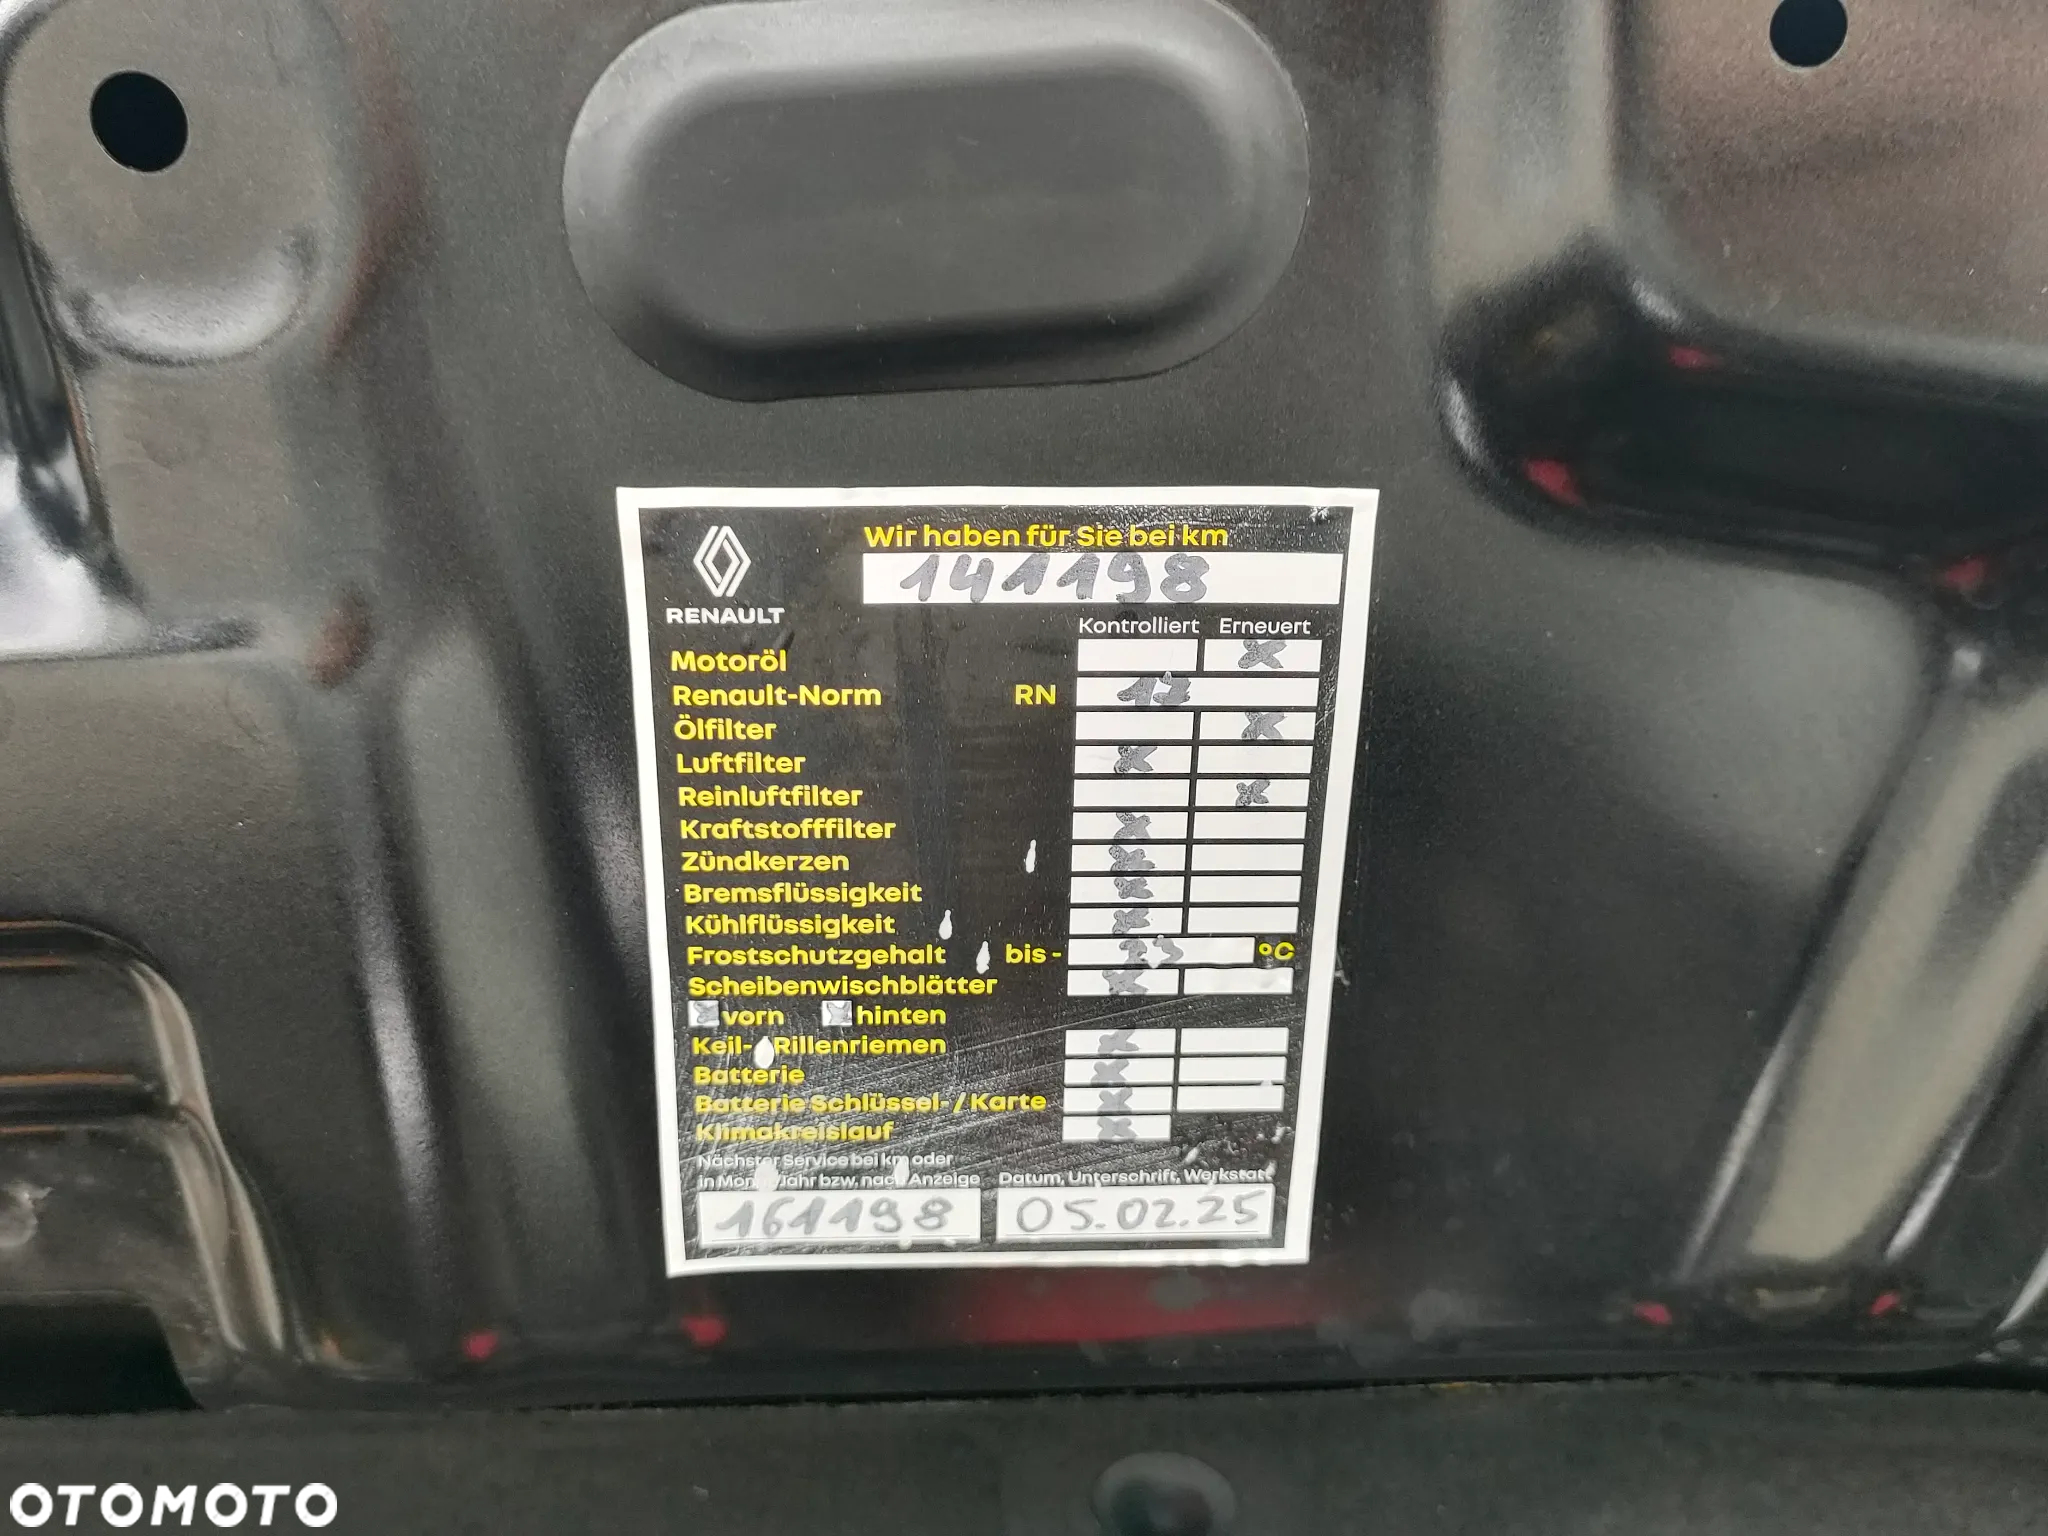 Wir haben für Sie bei km
141198
RENAULT
Kontrolliert Erneuert
Motoröl x
Renault-Norm RN 17
Ölfilter x
Luftfilter x
Reinluftfilter x
Kraftstofffilter x
Zündkerzen x
Bremsflüssigkeit x
Kühlflüssigkeit x
Frostschutzgehalt bis - °C
Scheibenwischblätter x
x vorn x hinten
Keil- Rillenriemen x
Batterie x
Batterie Schlüssel- / Karte x
Klimakreislauf x
Nächster Service bei km oder
in Mon. Jahr bzw. nach Anzeige Datum, Unterschrift, Werkstatt
161198 05.02.25
OTOMOTO